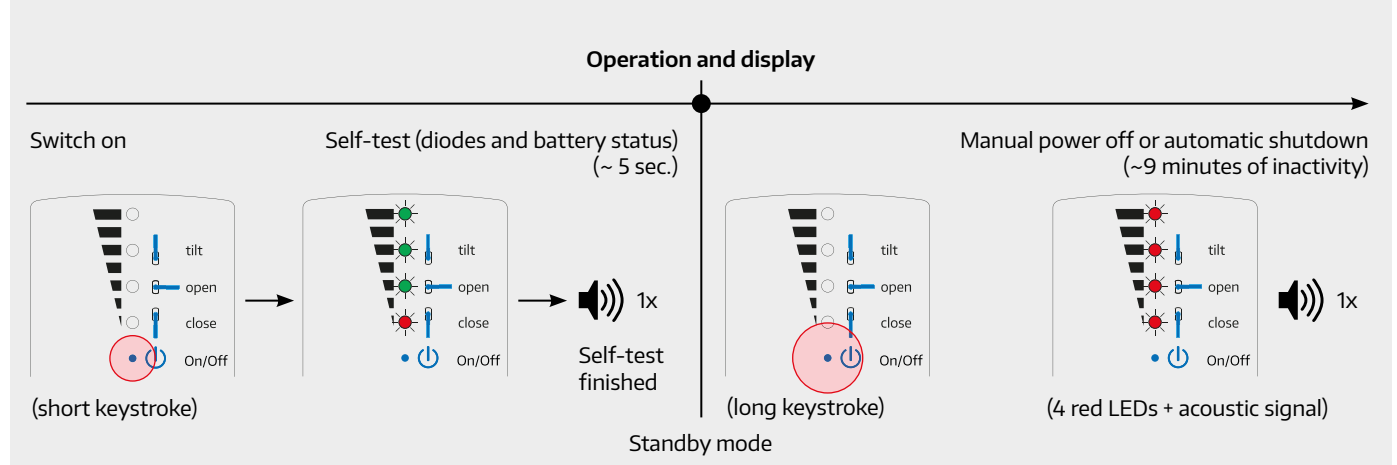 Operation and display
Switch on
Self-test (diodes and battery status)
(~ 5 sec.)
Manual power off or automatic shutdown
(~9 minutes of inactivity)
tilt
open
close
On/Off
(short keystroke)
tilt
open
close
On/Off
1x
Self-test
finished
tilt
open
close
On/Off
(long keystroke)
tilt
open
close
On/Off
1x
(4 red LEDs + acoustic signal)
Standby mode